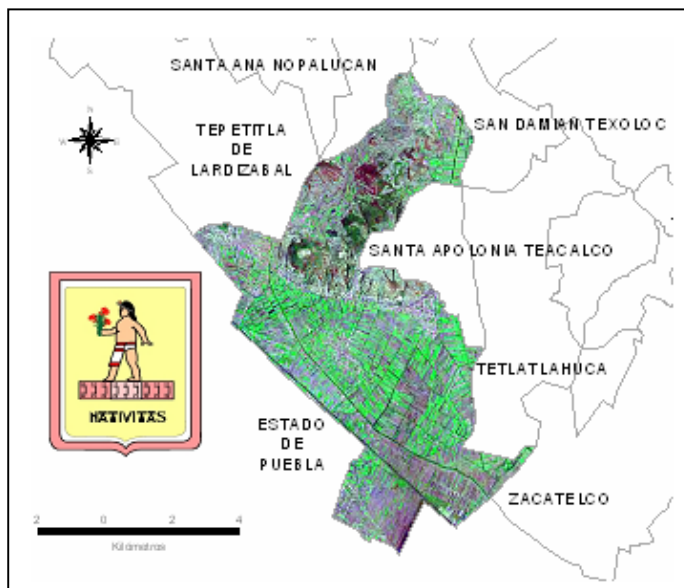 SANTA ANA NOPALUCAN
TEPETITLA
DE
LARDIZABAL
SAN DAMIAN TEXOLOC
N
W
E
S
SANTA APOLONIA TEACALCO
NATIVITAS
TETLATLAHUCA
ESTADO
DE
PUEBLA
ZACATELCO
2 0 2 4
Kilómetros